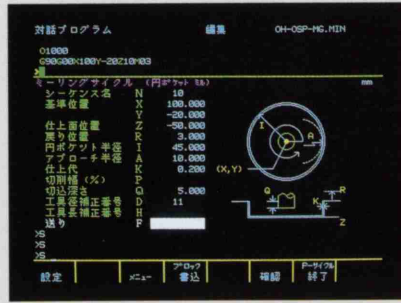 対話プログラム 編集 OH-OSP-MG.MIN
O1000
G90G00X100Y-20Z10M03
>
ミーリングサイクル (円ポケット ミル) mm
シーケンス名 N 10
基準位置 X 100.000
Y -20.000
仕上面位置 Z -50.000
戻り位置 R 3.000
円ポツト半径 I 45.000
アプローチ半径 A 10.000
仕上代 K 0.200
切削幅 (%) P
切込深さ Q 5.000
工具径補正番号 D 11
工具長補正番号 H
送り F
I A
(X,Y)
Q R
K
Z
>S
>S
>S
設定 メニュー ブロック書込 確認 P-サイクル終了